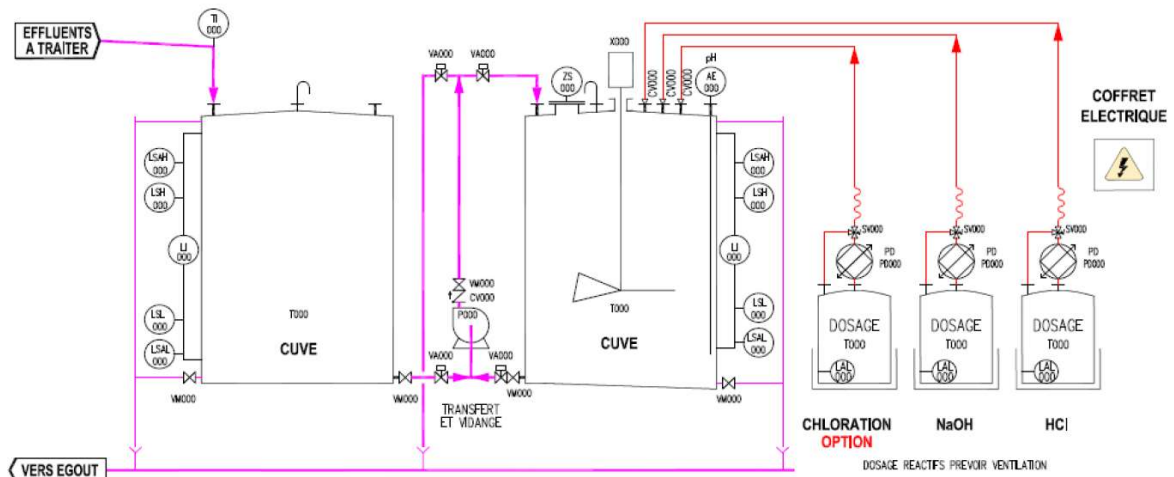 EFFLUENTS
A TRAITER
TI
000
VA000
VA000
ZS
000
X000
CV000
CV000
CV000
pH
AE
000
COFFRET
ELECTRIQUE
LSAH
000
LSH
000
LI
000
LSL
000
LSAL
000
T000
CUVE
VM000
VM000
VM000
CV000
P000
VA000
VA000
VM000
TRANSFERT
ET VIDANGE
T000
CUVE
LSAH
000
LSH
000
LI
000
LSL
000
LSAL
000
VM000
SV000
PD
PD000
DOSAGE
T000
LAL
000
CHLORATION
OPTION
SV000
PD
PD000
DOSAGE
T000
LAL
000
NaOH
SV000
PD
PD000
DOSAGE
T000
LAL
000
HCl
VERS EGOUT
DOSAGE REACTIFS PREVOIR VENTILATION